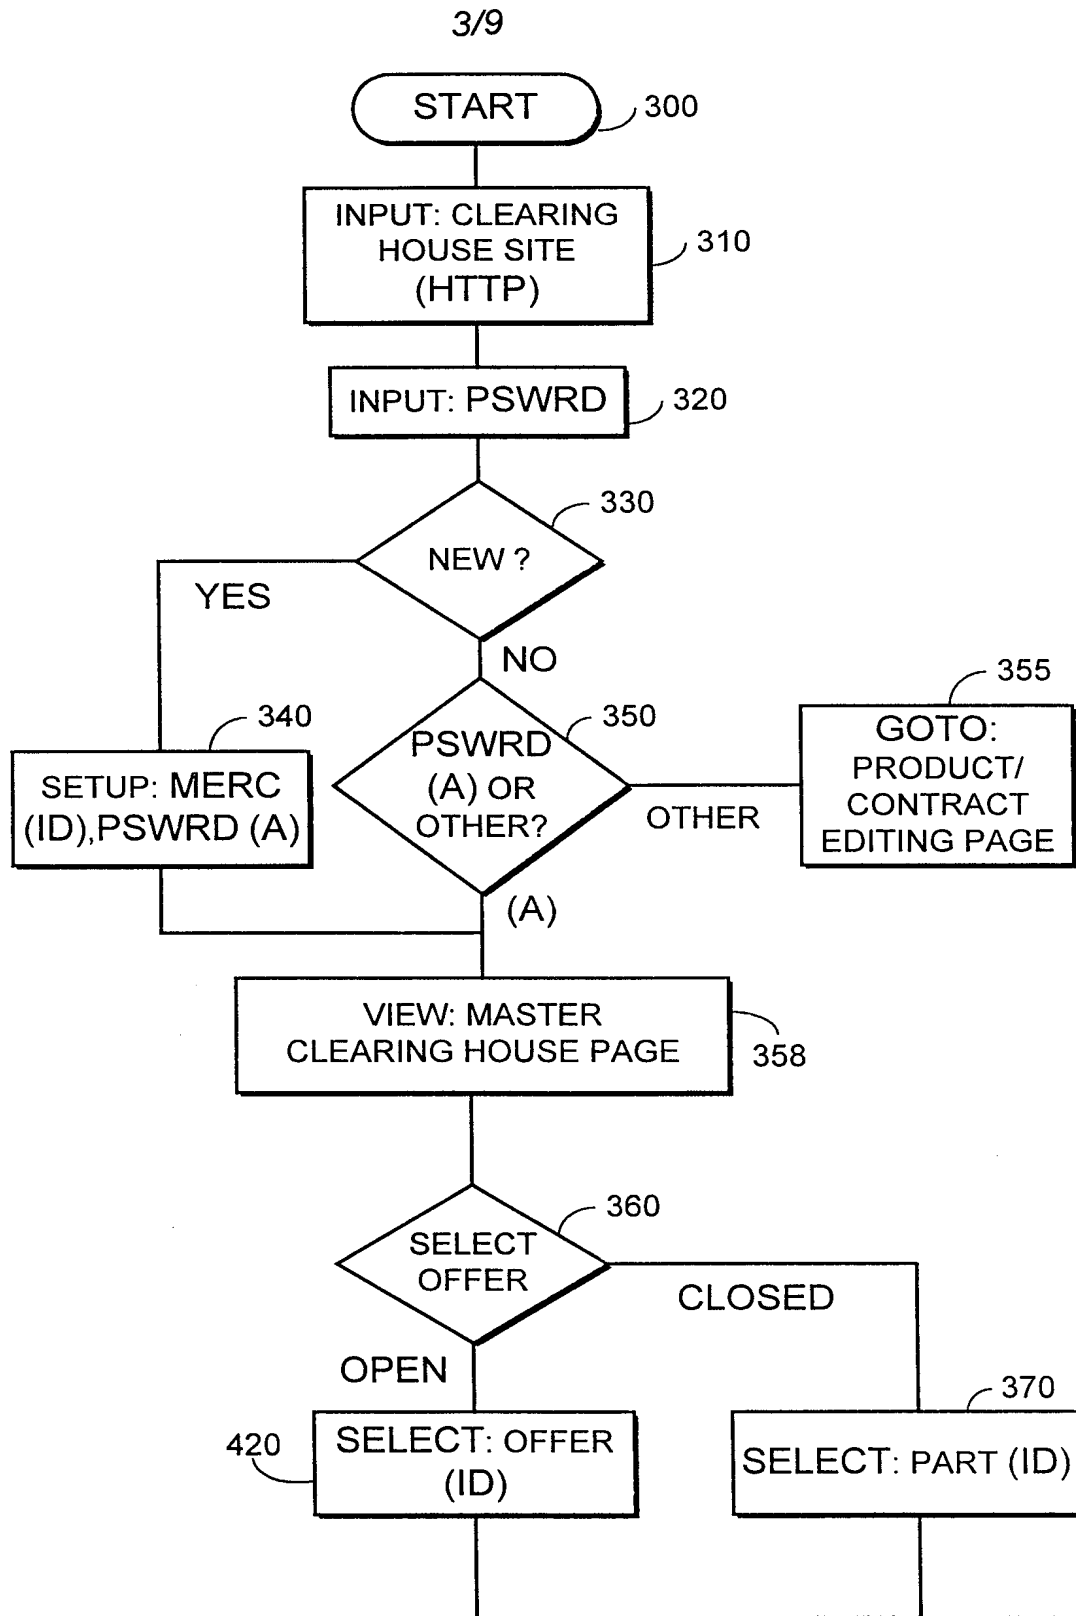 3/9
START
300
INPUT: CLEARING
HOUSE SITE
(HTTP)
310
INPUT: PSWRD
320
330
NEW ?
YES
NO
355
340
350
SETUP: MERC
(ID),PSWRD (A)
PSWRD
(A) OR
OTHER?
OTHER
GOTO:
PRODUCT/
CONTRACT
EDITING PAGE
(A)
VIEW: MASTER
CLEARING HOUSE PAGE
358
360
SELECT
OFFER
CLOSED
OPEN
370
420
SELECT: OFFER
(ID)
SELECT: PART (ID)